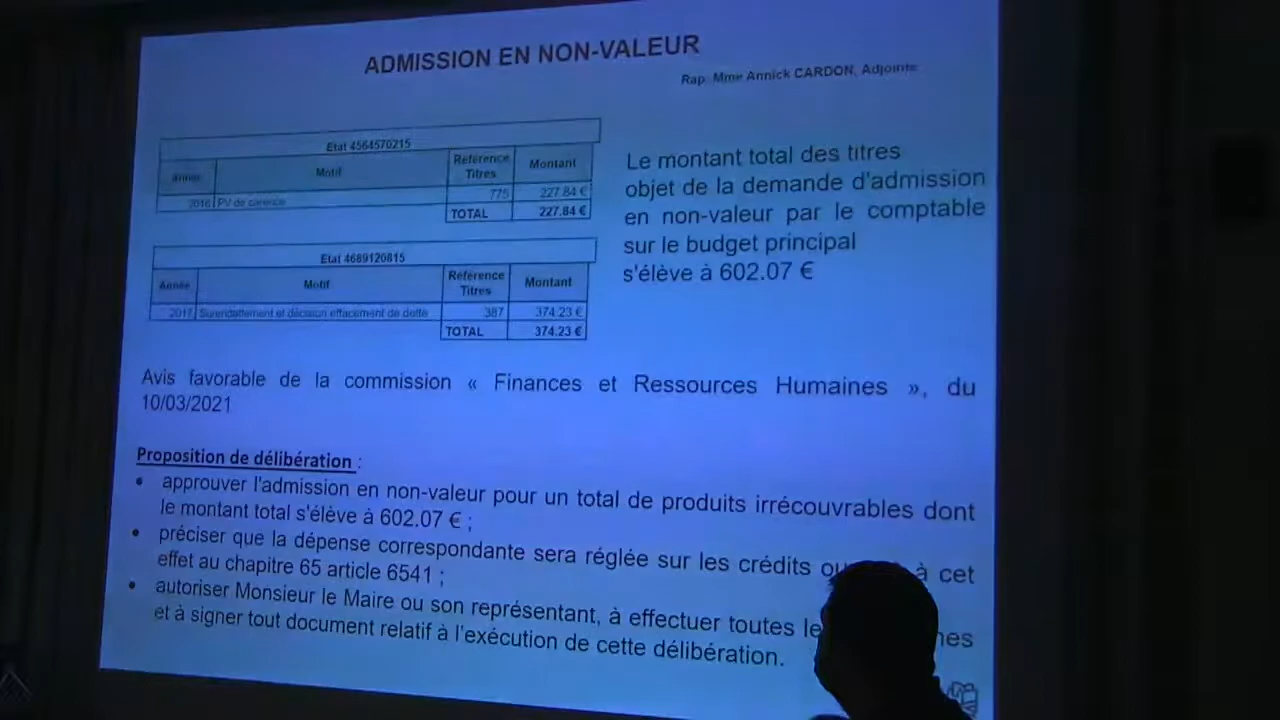 ADMISSION EN NON-VALEUR
Rap. Mme Annick CARDON, Adjointe
Etat 4564570215
Année Motif Référence Titres Montant
2016 PV de carence 775 227.84 €
TOTAL 227.84 €
Etat 4689120815
Année Motif Référence Titres Montant
2017 Surendettement et décision effacement de dette 387 374.23 €
TOTAL 374.23 €
Le montant total des titres
objet de la demande d'admission
en non-valeur par le comptable
sur le budget principal
s'élève à 602.07 €
Avis favorable de la commission « Finances et Ressources Humaines », du
10/03/2021
Proposition de délibération :
• approuver l'admission en non-valeur pour un total de produits irrécouvrables dont
le montant total s'élève à 602.07 € ;
• préciser que la dépense correspondante sera réglée sur les crédits à cet
effet au chapitre 65 article 6541 ;
• autoriser Monsieur le Maire ou son représentant, à effectuer toutes
et à signer tout document relatif à l'exécution de cette délibération.